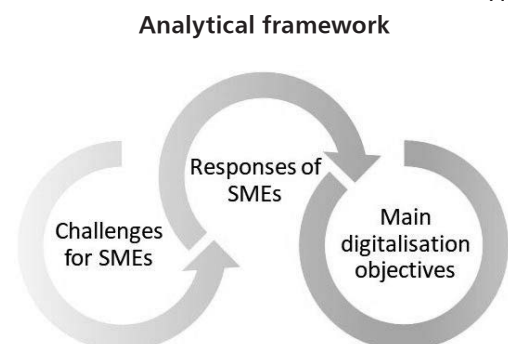 Analytical framework
Challenges
for SMEs
Responses of
SMEs
Main
digitalisation
objectives